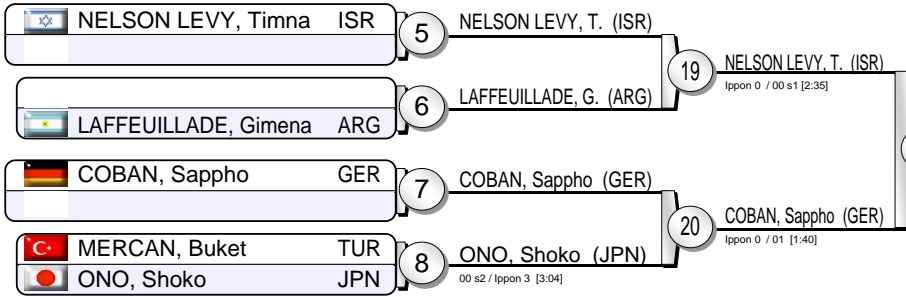 NELSON LEVY, Timna ISR
5
NELSON LEVY, T. (ISR)
19
NELSON LEVY, T. (ISR)
Ippon 0 / 00 s1 [2:35]
LAFFEUILLADE, Gimena ARG
6
LAFFEUILLADE, G. (ARG)
COBAN, Sappho GER
7
COBAN, Sappho (GER)
20
COBAN, Sappho (GER)
Ippon 0 / 01 [1:40]
MERCAN, Buket TUR
ONO, Shoko JPN
8
ONO, Shoko (JPN)
00 s2 / Ippon 3 [3:04]